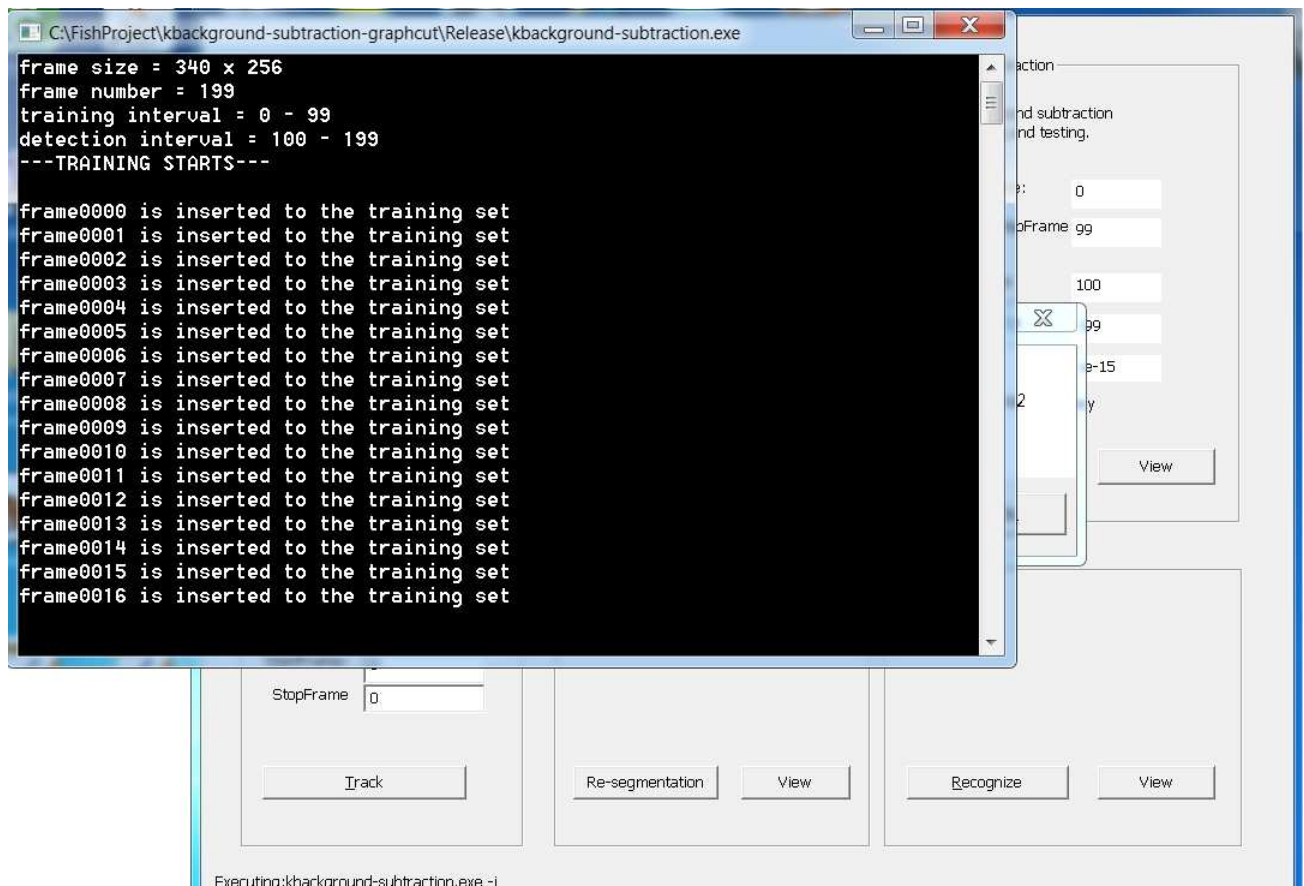 C:\FishProject\kbackground-subtraction-graphcut\Release\kbackground-subtraction.exe
frame size = 340 x 256
frame number = 199
training interval = 0 - 99
detection interval = 100 - 199
---TRAINING STARTS---
frame0000 is inserted to the training set
frame0001 is inserted to the training set
frame0002 is inserted to the training set
frame0003 is inserted to the training set
frame0004 is inserted to the training set
frame0005 is inserted to the training set
frame0006 is inserted to the training set
frame0007 is inserted to the training set
frame0008 is inserted to the training set
frame0009 is inserted to the training set
frame0010 is inserted to the training set
frame0011 is inserted to the training set
frame0012 is inserted to the training set
frame0013 is inserted to the training set
frame0014 is inserted to the training set
frame0015 is inserted to the training set
frame0016 is inserted to the training set
action
nd subtraction
nd testing.
e: 0
oFrame 99
100
99
e-15
2 y
View
StopFrame 0
Track
Re-segmentation View
Recognize View
Executing:kbackground-subtraction.exe -i